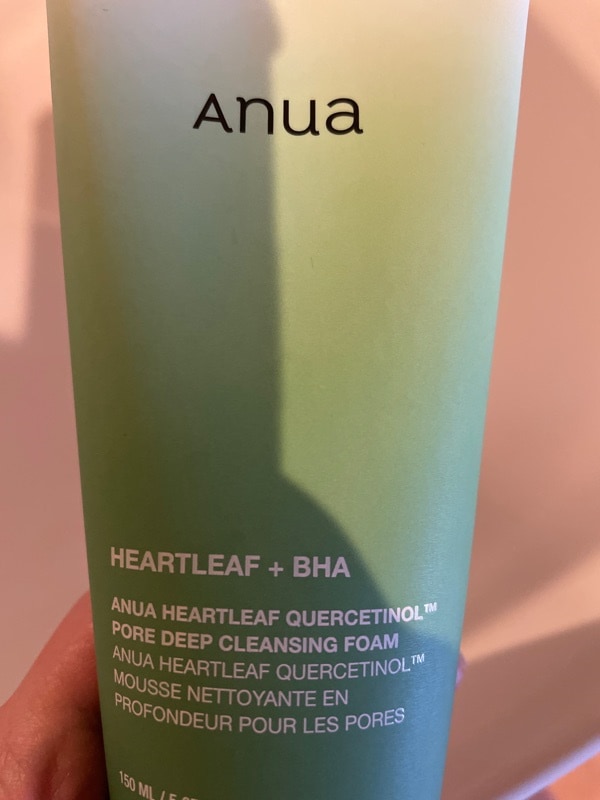 Anua
HEARTLEAF + BHA
ANUA HEARTLEAF QUERCETINOL™
PORE DEEP CLEANSING FOAM
ANUA HEARTLEAF QUERCETINOL™
MOUSSE NETTOYANTE EN
PROFONDEUR POUR LES PORES
150 ML /